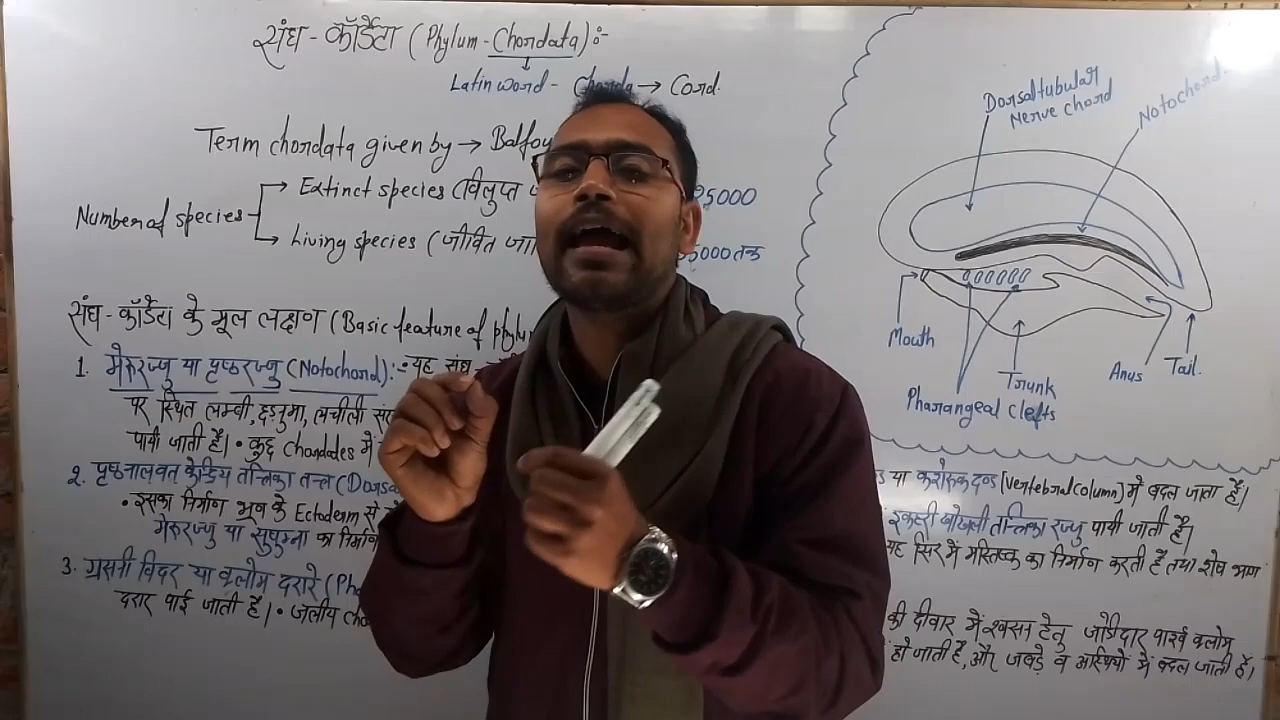 संघ - कॉर्डेटा (Phylum - Chordata) :-
Latin word - Chorda → Cord.
Term chordata given by → Balfou
Number of species
Extinct species (विलुप्त
25000
Living species (जीवित जा
5000 तक
संघ - कॉर्डेटा के मूल लक्षण (Basic feature of phylu
1. मेरुरज्जु या पृष्ठरज्जु (Notochord): - यह संघ
पर स्थित लम्बी, छड़नुमा, लचीली सं
पायी जाती है। • कुछ Chordates में
या कशेरुक दण्ड (Vertebral Column) में बदल जाता है।
2. पृष्ठनालवत केन्द्रिय तन्त्रिका तन्त्र (Dorsa
इकहरी खोखली तन्त्रिका रज्जु पायी जाती है।
• इसका निर्माण भ्रूण के Ectoderm से
यह सिर में मस्तिष्क का निर्माण करती है तथा शेष भाग
मेरुरज्जु या सुषुम्ना का निर्माण
3. ग्रसनी विदर या क्लोम दरारे (Pha
की दीवार में श्वसन हेतु जोड़ीदार पार्श्व क्लोम
दरार पाई जाती है। • जलीय cho
हो जाती है, और जबड़े व अस्थियों में बदल जाती है।
Dorsal tubular
Nerve chord
Notochord.
Mouth
Pharangeal clefts
Trunk
Anus
Tail.